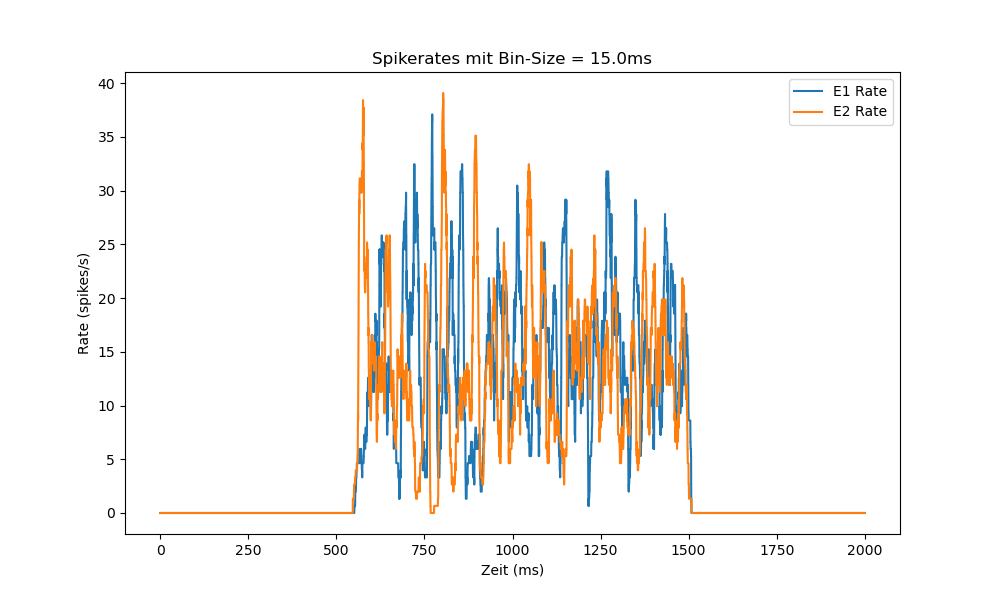 Spikerates mit Bin-Size = 15.0ms
E1 Rate
E2 Rate
Rate (spikes/s)
40
35
30
25
20
15
10
5
0
0 250 500 750 1000 1250 1500 1750 2000
Zeit (ms)